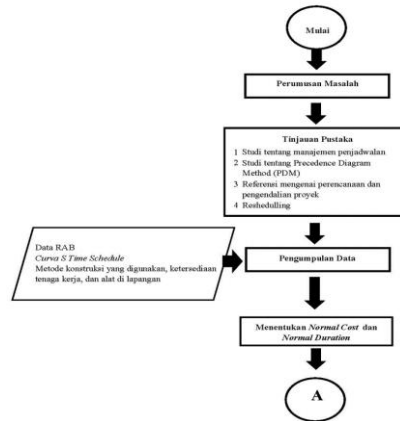 Mulai
Perumusan Masalah
Tinjauan Pustaka
1 Studi tentang manajemen penjadwalan
2 Studi tentang Precedence Diagram
Method (PDM)
3 Referensi mengenai perencanaan dan
pengendalian proyek
4 Reshedulling
Data RAB
Curva S Time Schedule
Metode konstruksi yang digunakan, ketersediaan
tenaga kerja, dan alat di lapangan
Pengumpulan Data
Menentukan Normal Cost dan
Normal Duration
A